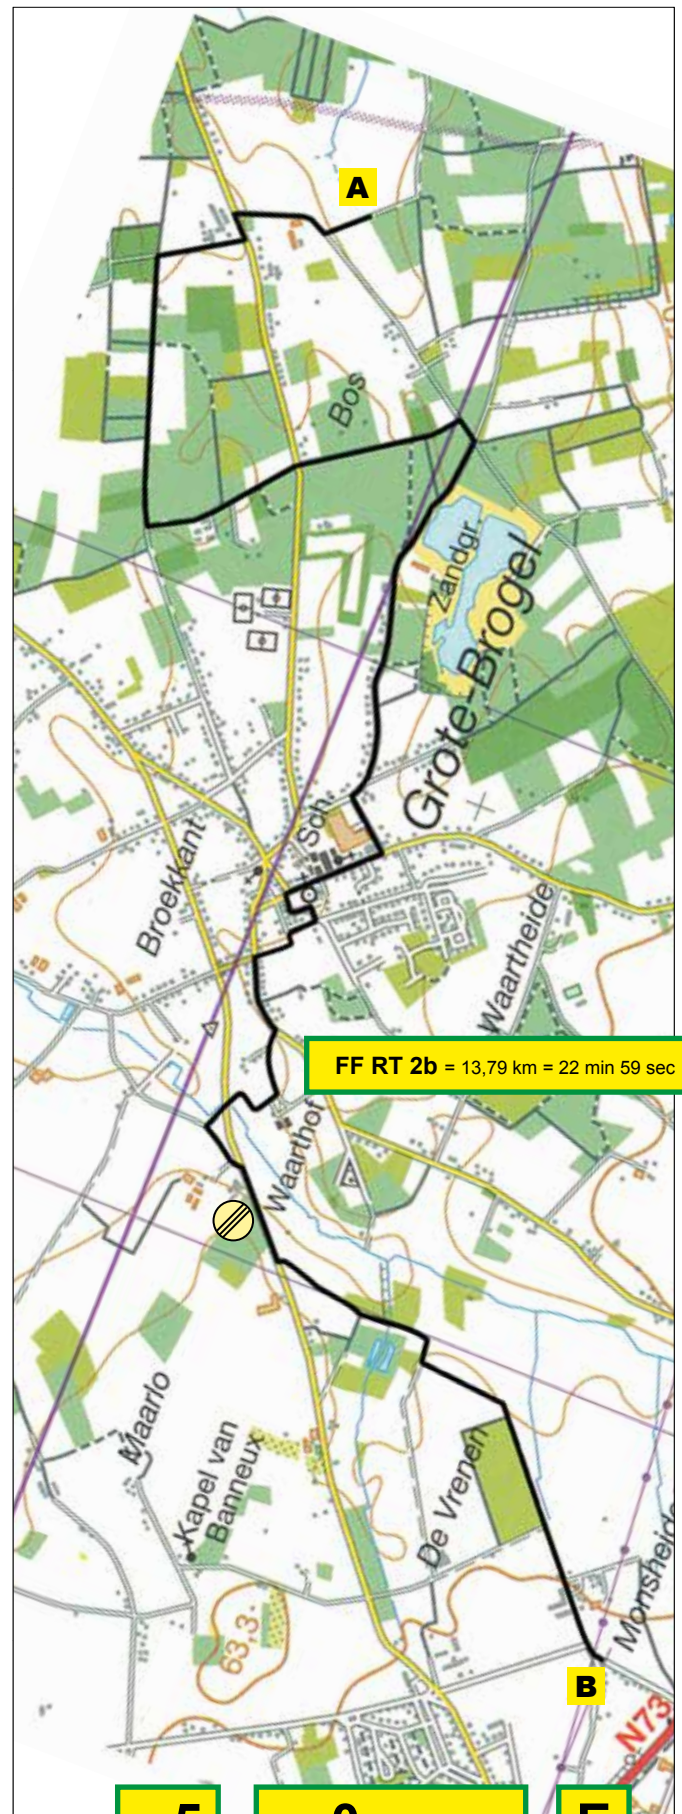 A
Bos
Zandgr.
Grote-Brogel
Sch.
Broekkant
Waartheide
FF RT 2b = 13,79 km = 22 min 59 sec
Waarthof
Maarlo
Kapel van
Banneux
De Vrenen
Monsheide
63,3
B
N73